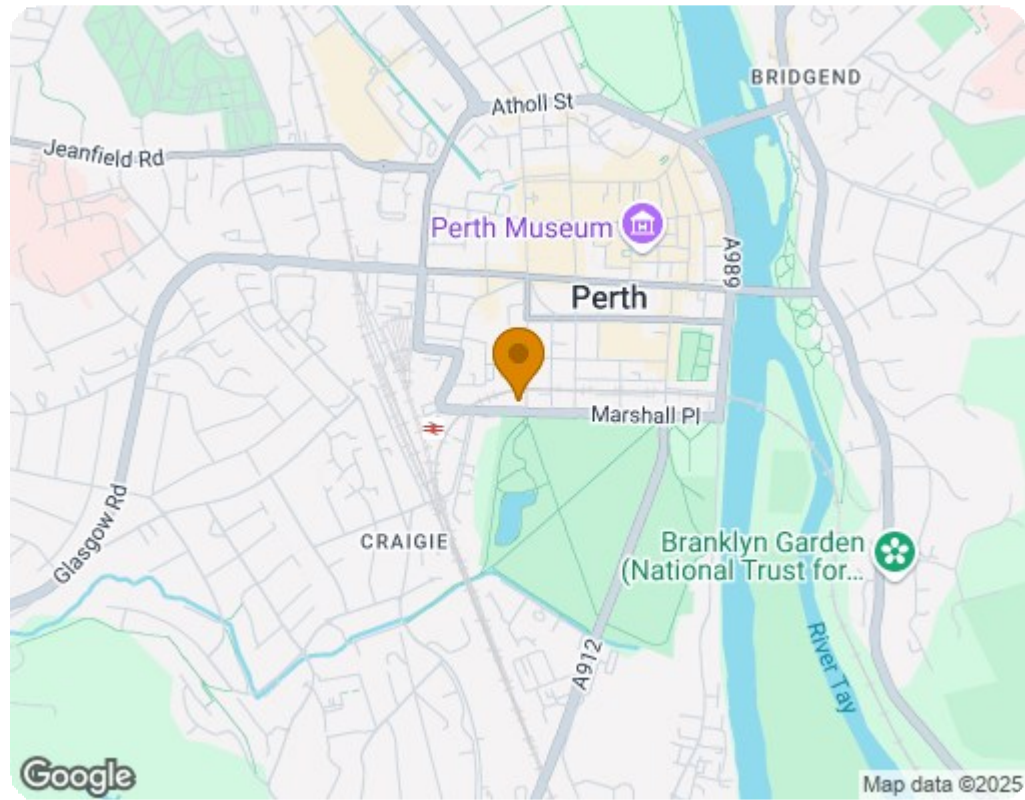 BRIDGEND
Atholl St
Jeanfield Rd
Perth Museum
A989
Perth
Marshall Pl
Glasgow Rd
CRAIGIE
Branklyn Garden
(National Trust for...
River Tay
A912
Google
Map data ©2025